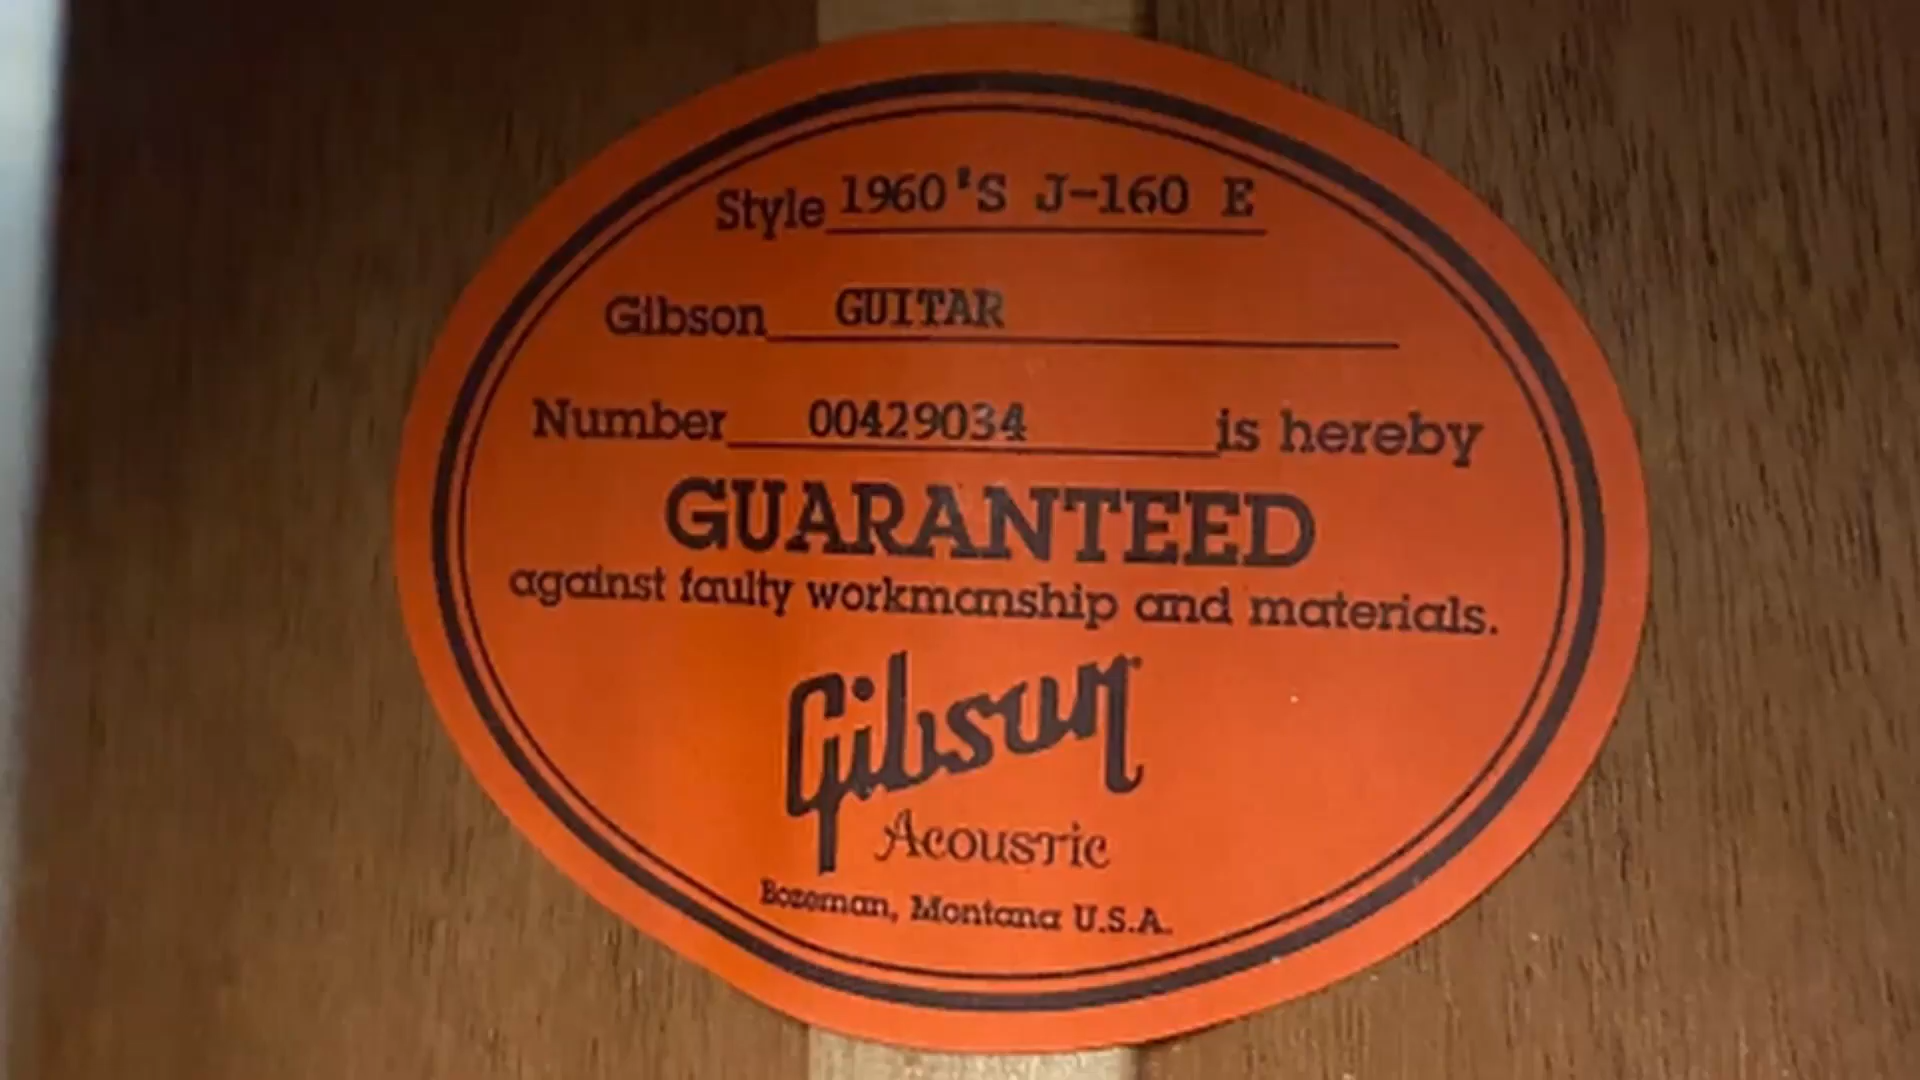 Style 1960'S J-160 E
Gibson GUITAR
Number 00429034 is hereby
GUARANTEED
against faulty workmanship and materials.
Gibson
Acoustic
Bozeman, Montana U.S.A.